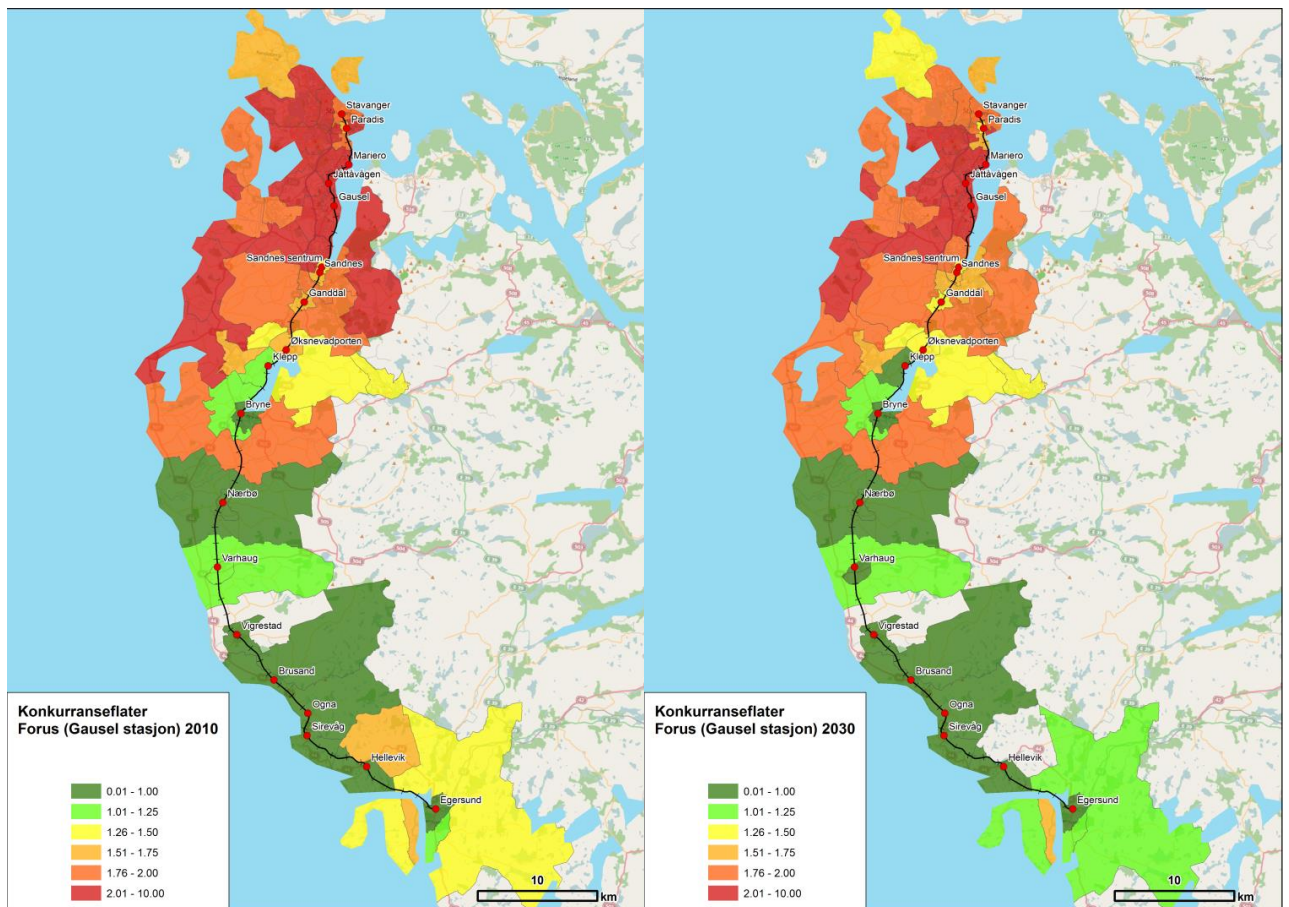 Stavanger
Paradis
Mariero
Jåttåvågen
Gausel
Sandnes sentrum
Sandnes
Ganddal
Øksnevadporten
Klepp
Bryne
Nærbø
Varhaug
Vigrestad
Brusand
Ogna
Sirevåg
Hellevik
Egersund
Konkurranseflater
Forus (Gausel stasjon) 2010
0.01 - 1.00
1.01 - 1.25
1.26 - 1.50
1.51 - 1.75
1.76 - 2.00
2.01 - 10.00
10
km
Stavanger
Paradis
Mariero
Jåttåvågen
Gausel
Sandnes sentrum
Sandnes
Ganddal
Øksnevadporten
Klepp
Bryne
Nærbø
Varhaug
Vigrestad
Brusand
Ogna
Sirevåg
Hellevik
Egersund
Konkurranseflater
Forus (Gausel stasjon) 2030
0.01 - 1.00
1.01 - 1.25
1.26 - 1.50
1.51 - 1.75
1.76 - 2.00
2.01 - 10.00
10
km